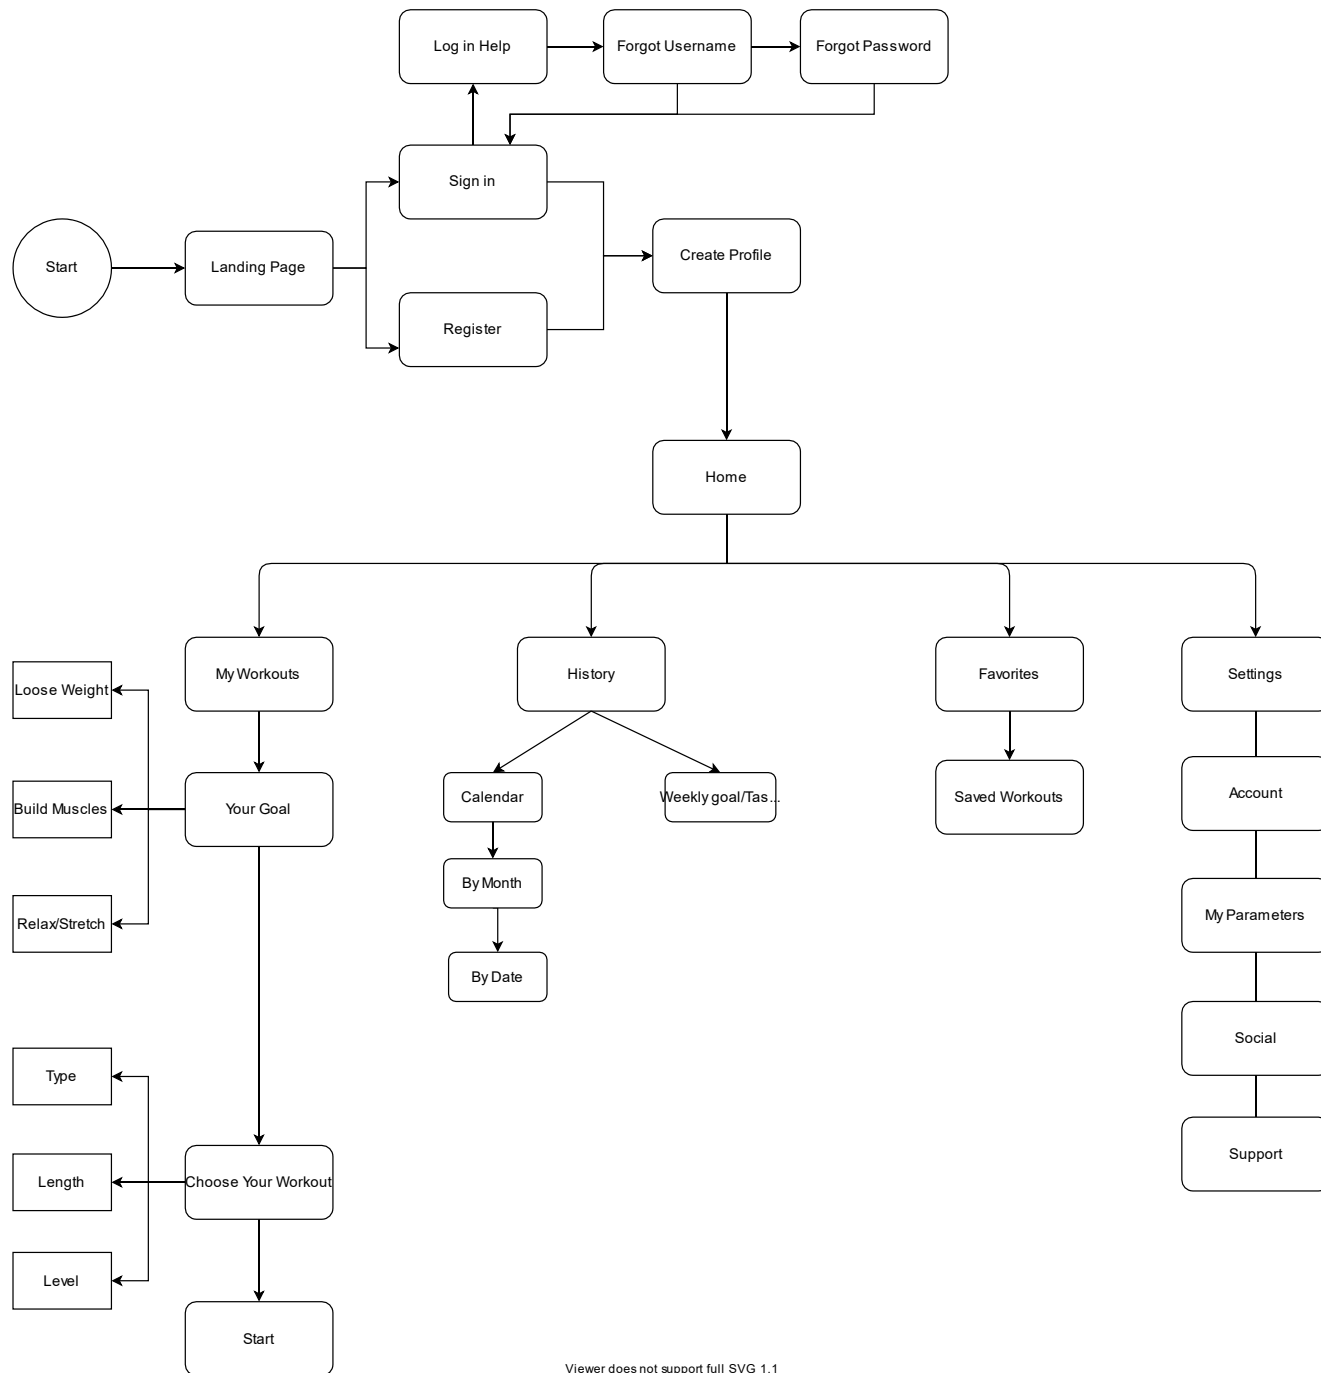 Log in Help
Forgot Username
Forgot Password
Sign in
Start
Landing Page
Create Profile
Register
Home
My Workouts
History
Favorites
Settings
Loose Weight
Build Muscles
Your Goal
Calendar
Weekly goal/Tas...
Saved Workouts
Account
By Month
Relax/Stretch
My Parameters
By Date
Social
Type
Length
Choose Your Workout
Support
Level
Start
Viewer does not support full SVG 1.1